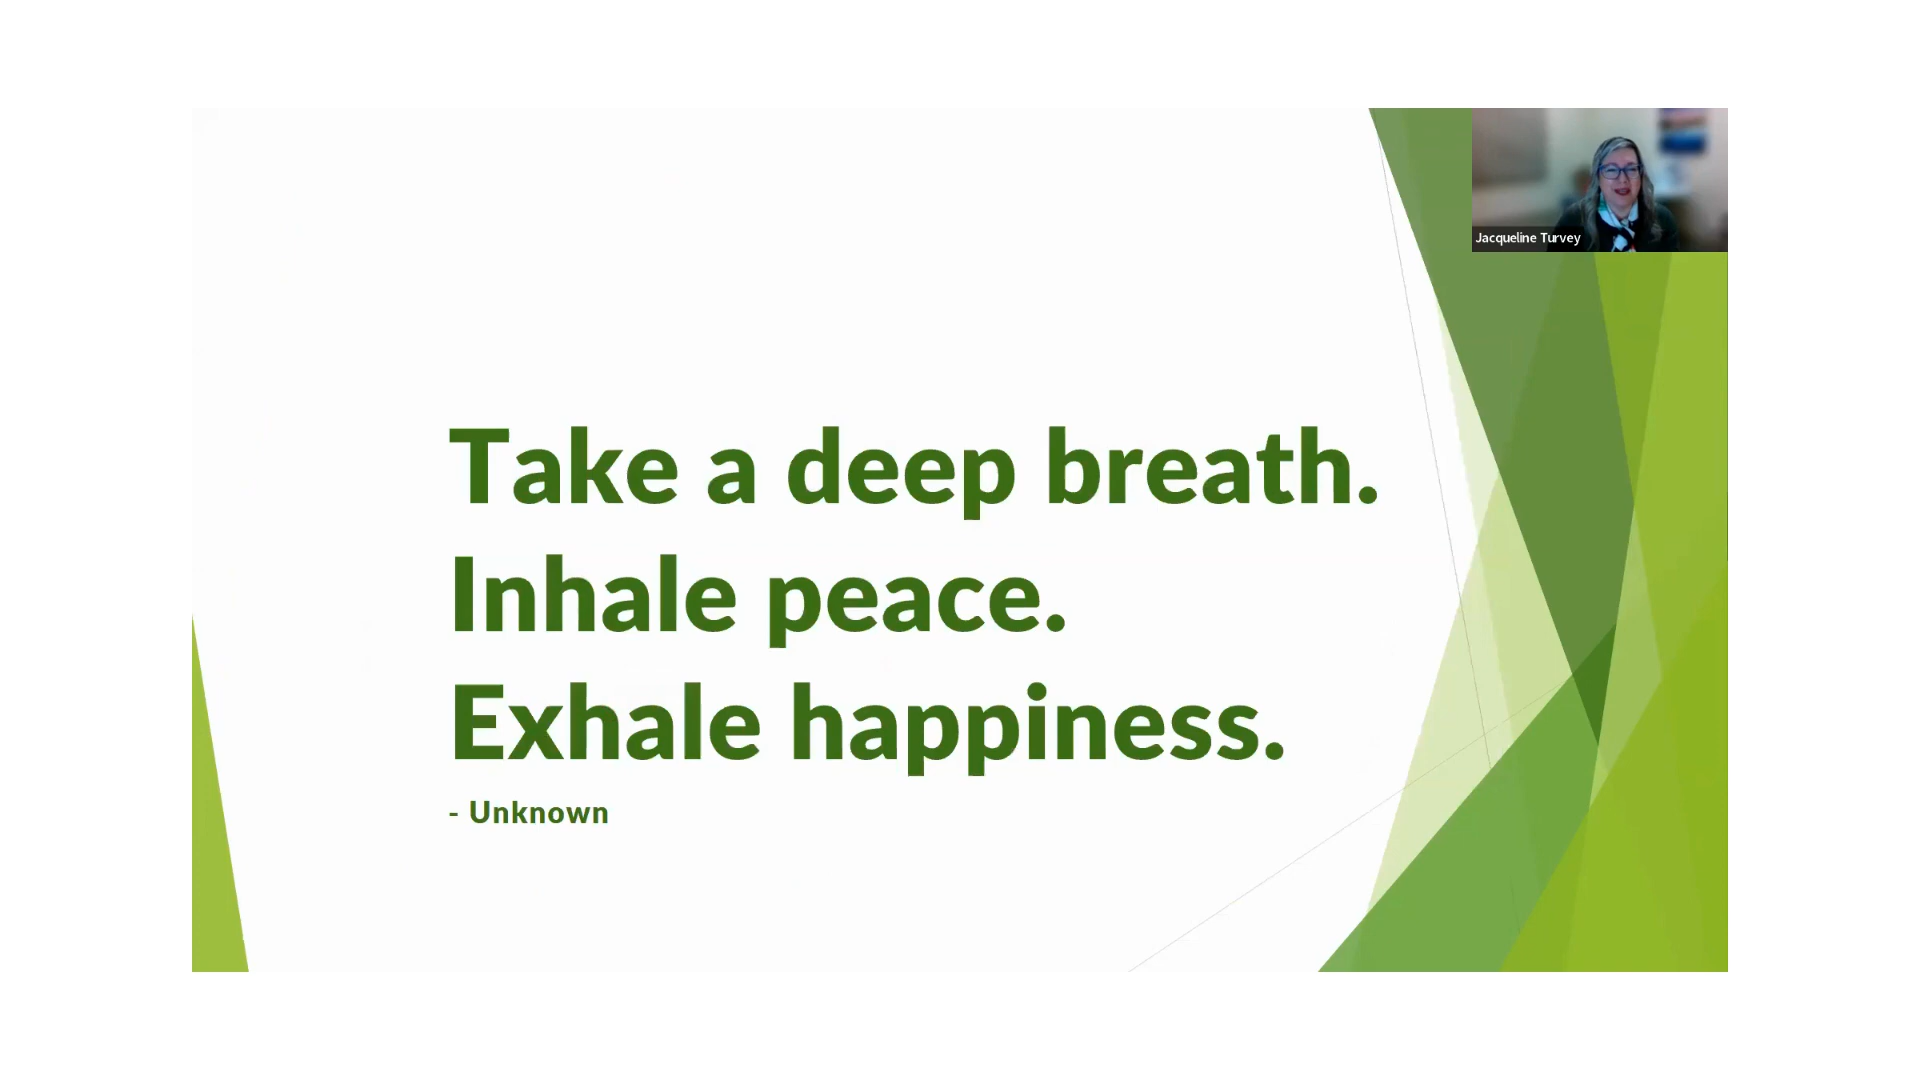 Jacqueline Turvey
Take a deep breath.
Inhale peace.
Exhale happiness.
- Unknown